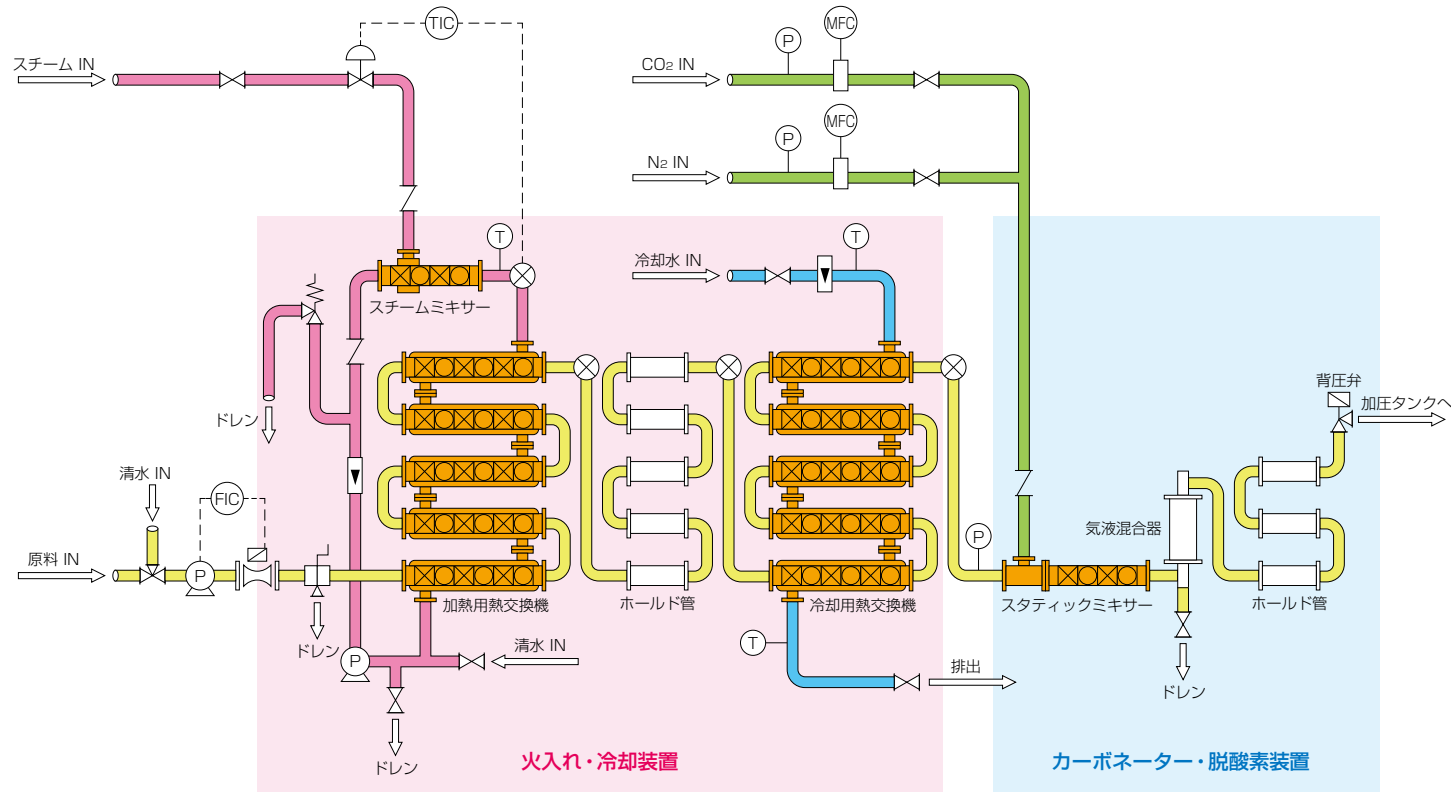 TIC
スチーム IN
CO₂ IN
P
MFC
N₂ IN
P
MFC
T
スチームミキサー
冷却水 IN
T
ドレン
背圧弁
加圧タンクへ
清水 IN
FIC
原料 IN
P
ドレン
加熱用熱交換機
ホールド管
冷却用熱交換機
P
気液混合器
スタティックミキサー
ホールド管
P
清水 IN
T
排出
ドレン
ドレン
火入れ・冷却装置
カーボネーター・脱酸素装置